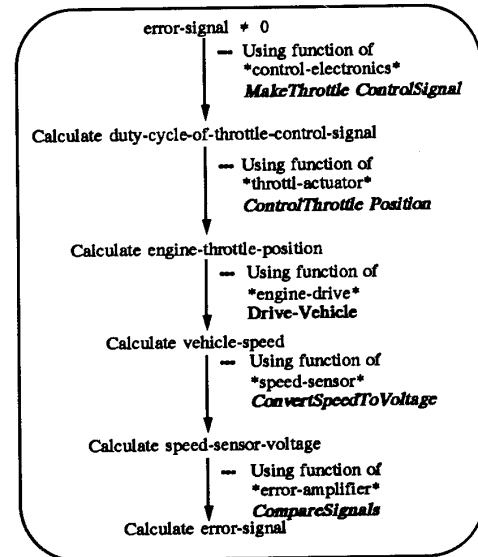 error-signal ≠ 0
--- Using function of
*control-electronics*
MakeThrottle ControlSignal
Calculate duty-cycle-of-throttle-control-signal
--- Using function of
*throttl-actuator*
ControlThrottle Position
Calculate engine-throttle-position
--- Using function of
*engine-drive*
Drive-Vehicle
Calculate vehicle-speed
--- Using function of
*speed-sensor*
ConvertSpeedToVoltage
Calculate speed-sensor-voltage
--- Using function of
*error-amplifier*
CompareSignals
Calculate error-signal